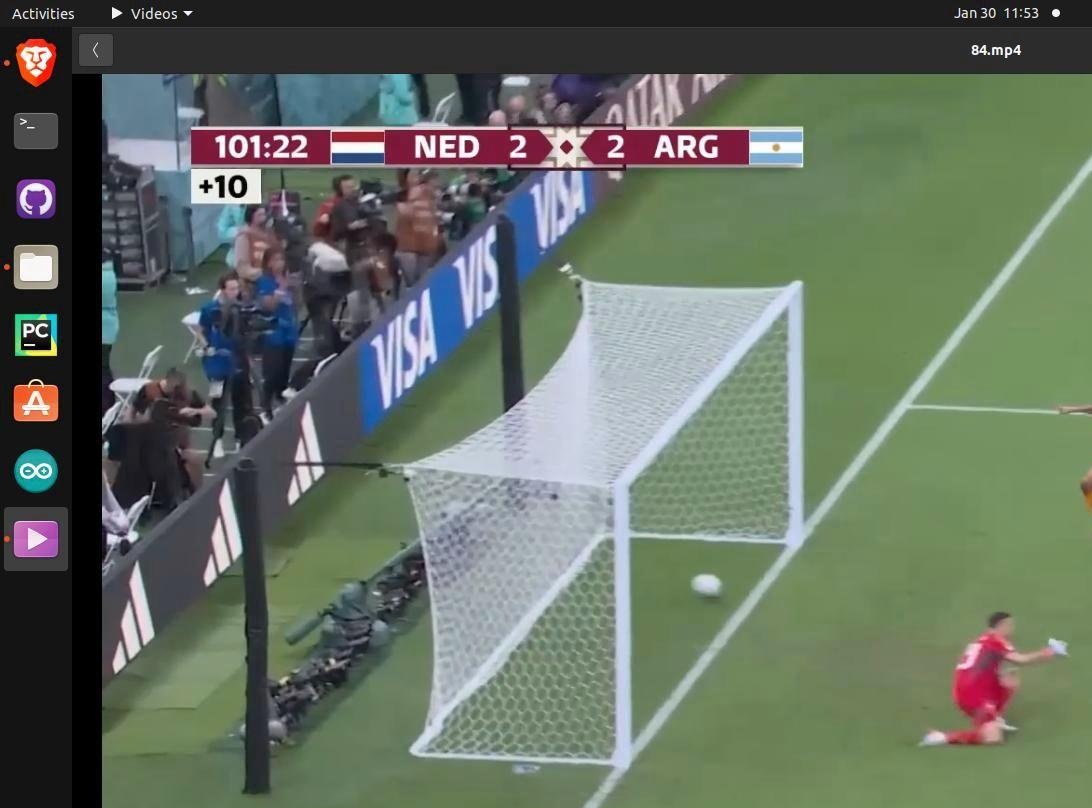 Activities Videos Jan 30 11:53
84.mp4
QATAR
101:22 NED 2 2 ARG
+10
VISA
VISA
VISA
>_
PC